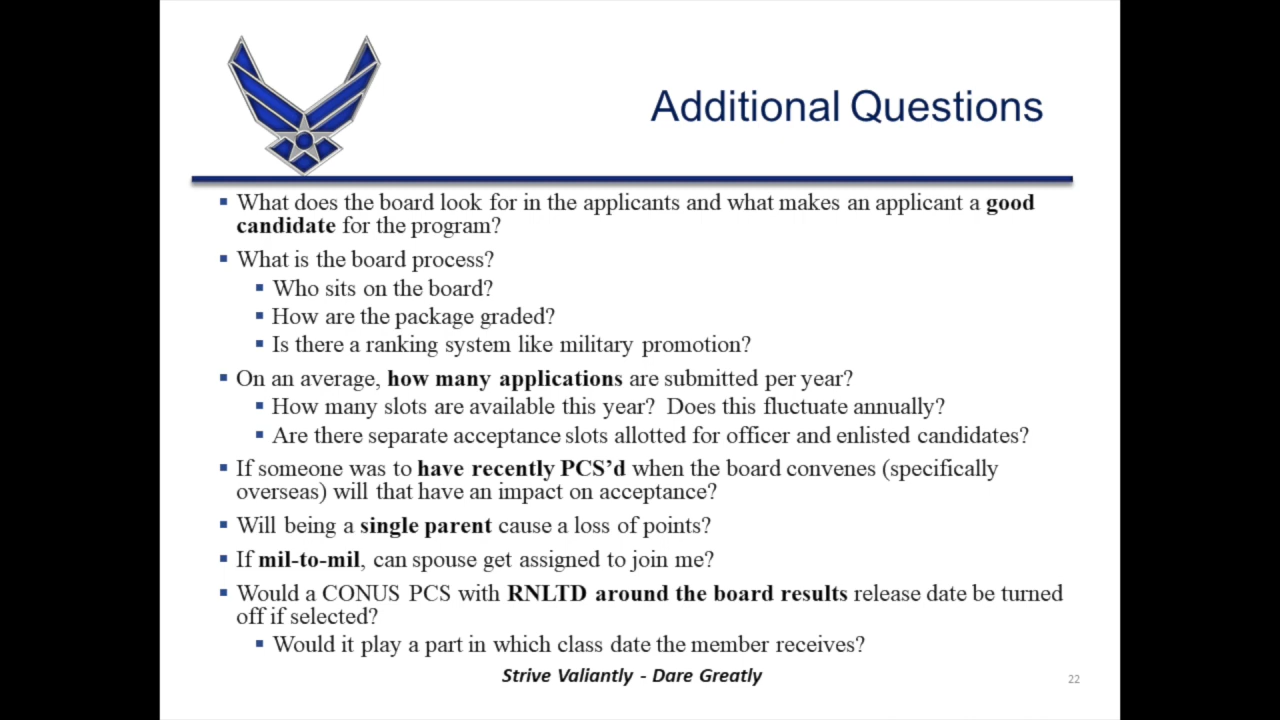 Additional Questions
▪ What does the board look for in the applicants and what makes an applicant a good
candidate for the program?
▪ What is the board process?
▪ Who sits on the board?
▪ How are the package graded?
▪ Is there a ranking system like military promotion?
▪ On an average, how many applications are submitted per year?
▪ How many slots are available this year?  Does this fluctuate annually?
▪ Are there separate acceptance slots allotted for officer and enlisted candidates?
▪ If someone was to have recently PCS’d when the board convenes (specifically
overseas) will that have an impact on acceptance?
▪ Will being a single parent cause a loss of points?
▪ If mil-to-mil, can spouse get assigned to join me?
▪ Would a CONUS PCS with RNLTD around the board results release date be turned
off if selected?
▪ Would it play a part in which class date the member receives?
Strive Valiantly - Dare Greatly
22